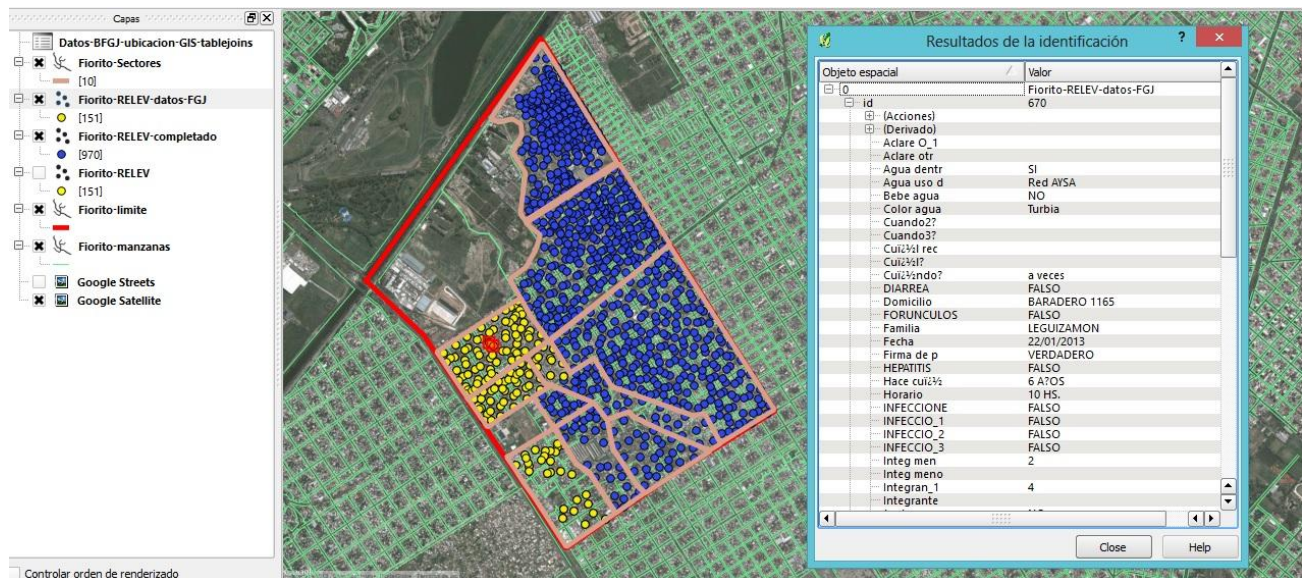 Capas
Datos-BFGJ-ubicacion-GIS-tablejoins
Fiorito-Sectores
[10]
Fiorito-RELEV-datos-FGJ
[151]
Fiorito-RELEV-completado
[970]
Fiorito-RELEV
[151]
Fiorito-limite
Fiorito-manzanas
Google Streets
Google Satellite
Controlar orden de renderizado
Resultados de la identificación
Objeto espacial Valor
0 Fiorito-RELEV-datos-FGJ
id 670
(Acciones)
(Derivado)
Aclare O_1
Aclare otr
Agua dentr SI
Agua uso d Red AYSA
Bebe agua NO
Color agua Turbia
Cuando2?
Cuando3?
Cuï¿½l rec
Cuï¿½l?
Cuï¿½ndo? a veces
DIARREA FALSO
Domicilio BARADERO 1165
FORUNCULOS FALSO
Familia LEGUIZAMON
Fecha 22/01/2013
Firma de p VERDADERO
HEPATITIS FALSO
Hace cuï¿½ 6 A?OS
Horario 10 HS.
INFECCIONE FALSO
INFECCIO_1 FALSO
INFECCIO_2 FALSO
INFECCIO_3 FALSO
Integ men 2
Integ meno
Integran_1 4
Integrante
Close Help